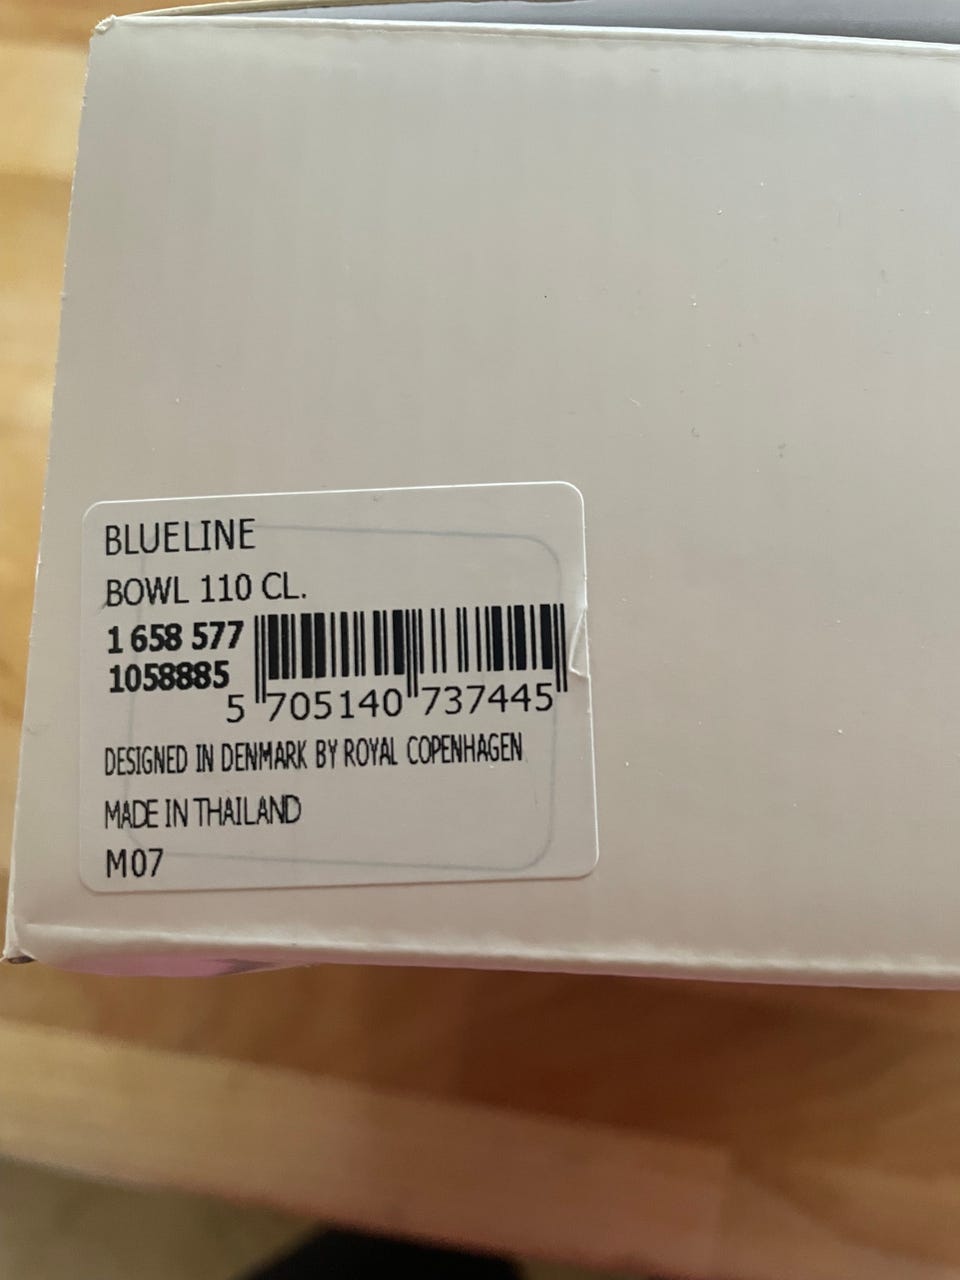 BLUELINE
BOWL 110 CL.
1 658 577
1058885
5 705140 737445
DESIGNED IN DENMARK BY ROYAL COPENHAGEN
MADE IN THAILAND
M07